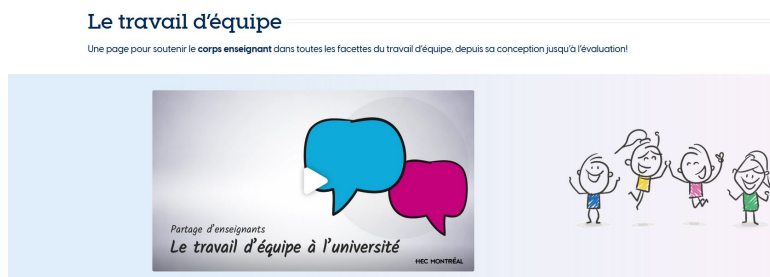 Le travail d'équipe
Une page pour soutenir le corps enseignant dans toutes les facettes du travail d'équipe, depuis sa conception jusqu'à l'évaluation!
Partage d'enseignants
Le travail d'équipe à l'université
HEC MONTRÉAL